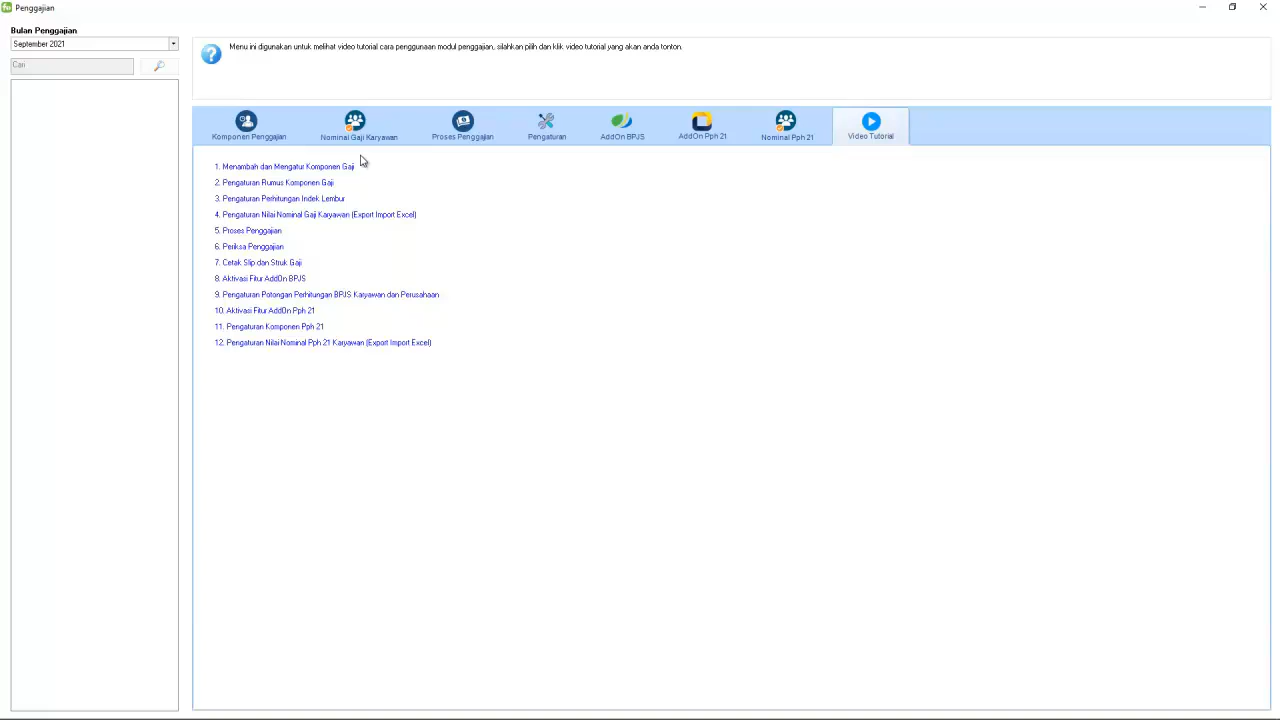 Penggajian
Bulan Penggajian
September 2021
Cari
Menu ini digunakan untuk melihat video tutorial cara penggunaan modul penggajian, silahkan pilih dan klik video tutorial yang akan anda tonton.
Komponen Penggajian
Nominal Gaji Karyawan
Proses Penggajian
Pengaturan
AddOn BPJS
AddOn Pph 21
Nominal Pph 21
Video Tutorial
1. Menambah dan Mengatur Komponen Gaji
2. Pengaturan Rumus Komponen Gaji
3. Pengaturan Perhitungan Indek Lembur
4. Pengaturan Nilai Nominal Gaji Karyawan (Export Import Excel)
5. Proses Penggajian
6. Periksa Penggajian
7. Cetak Slip dan Struk Gaji
8. Aktivasi Fitur AddOn BPJS
9. Pengaturan Potongan Perhitungan BPJS Karyawan dan Perusahaan
10. Aktivasi Fitur AddOn Pph 21
11. Pengaturan Komponen Pph 21
12. Pengaturan Nilai Nominal Pph 21 Karyawan (Export Import Excel)